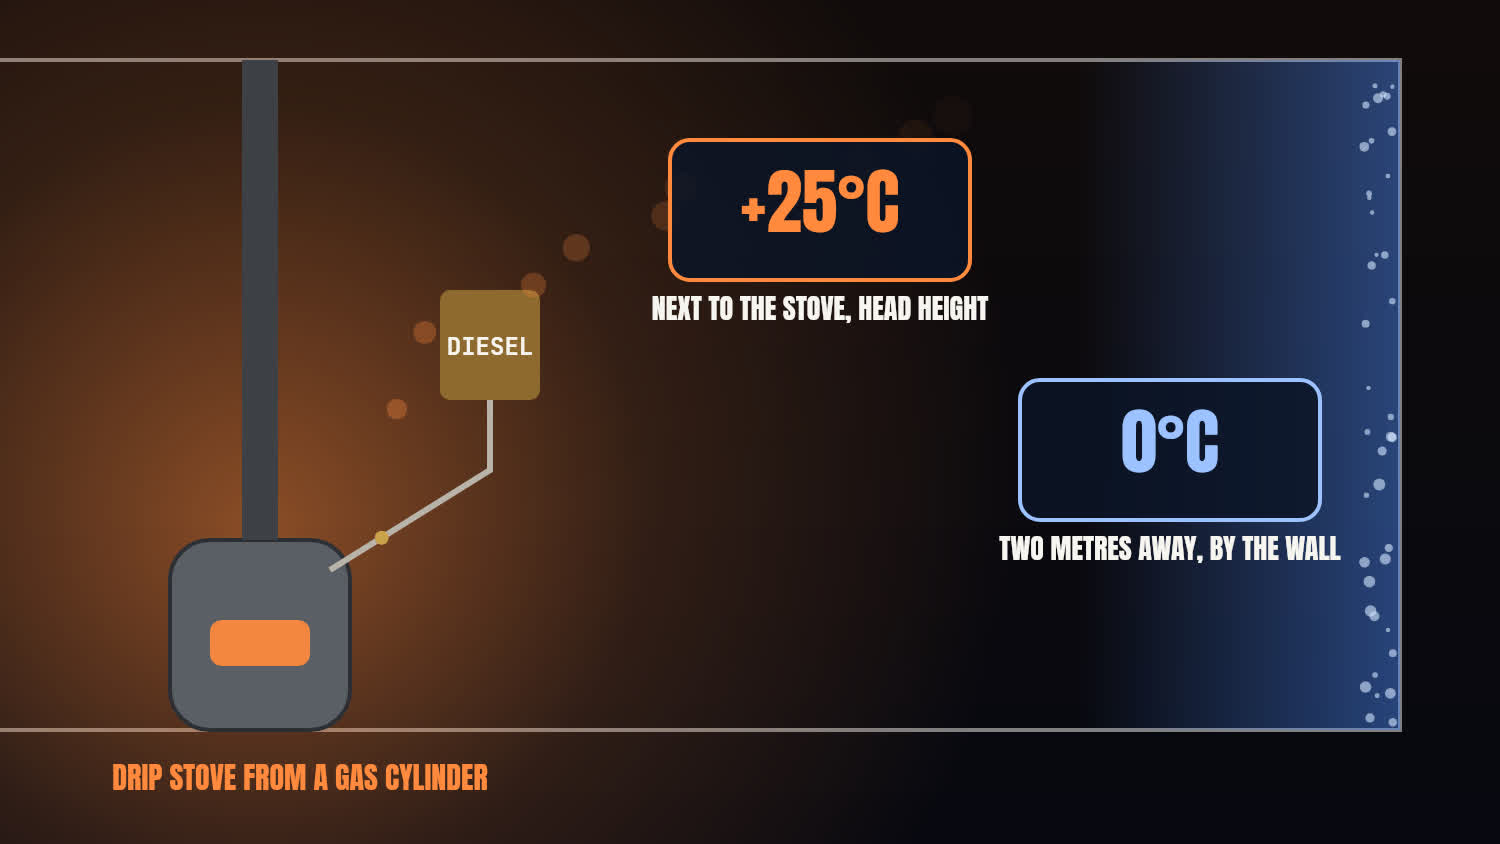 +25°C
NEXT TO THE STOVE, HEAD HEIGHT
DIESEL
0°C
TWO METRES AWAY, BY THE WALL
DRIP STOVE FROM A GAS CYLINDER